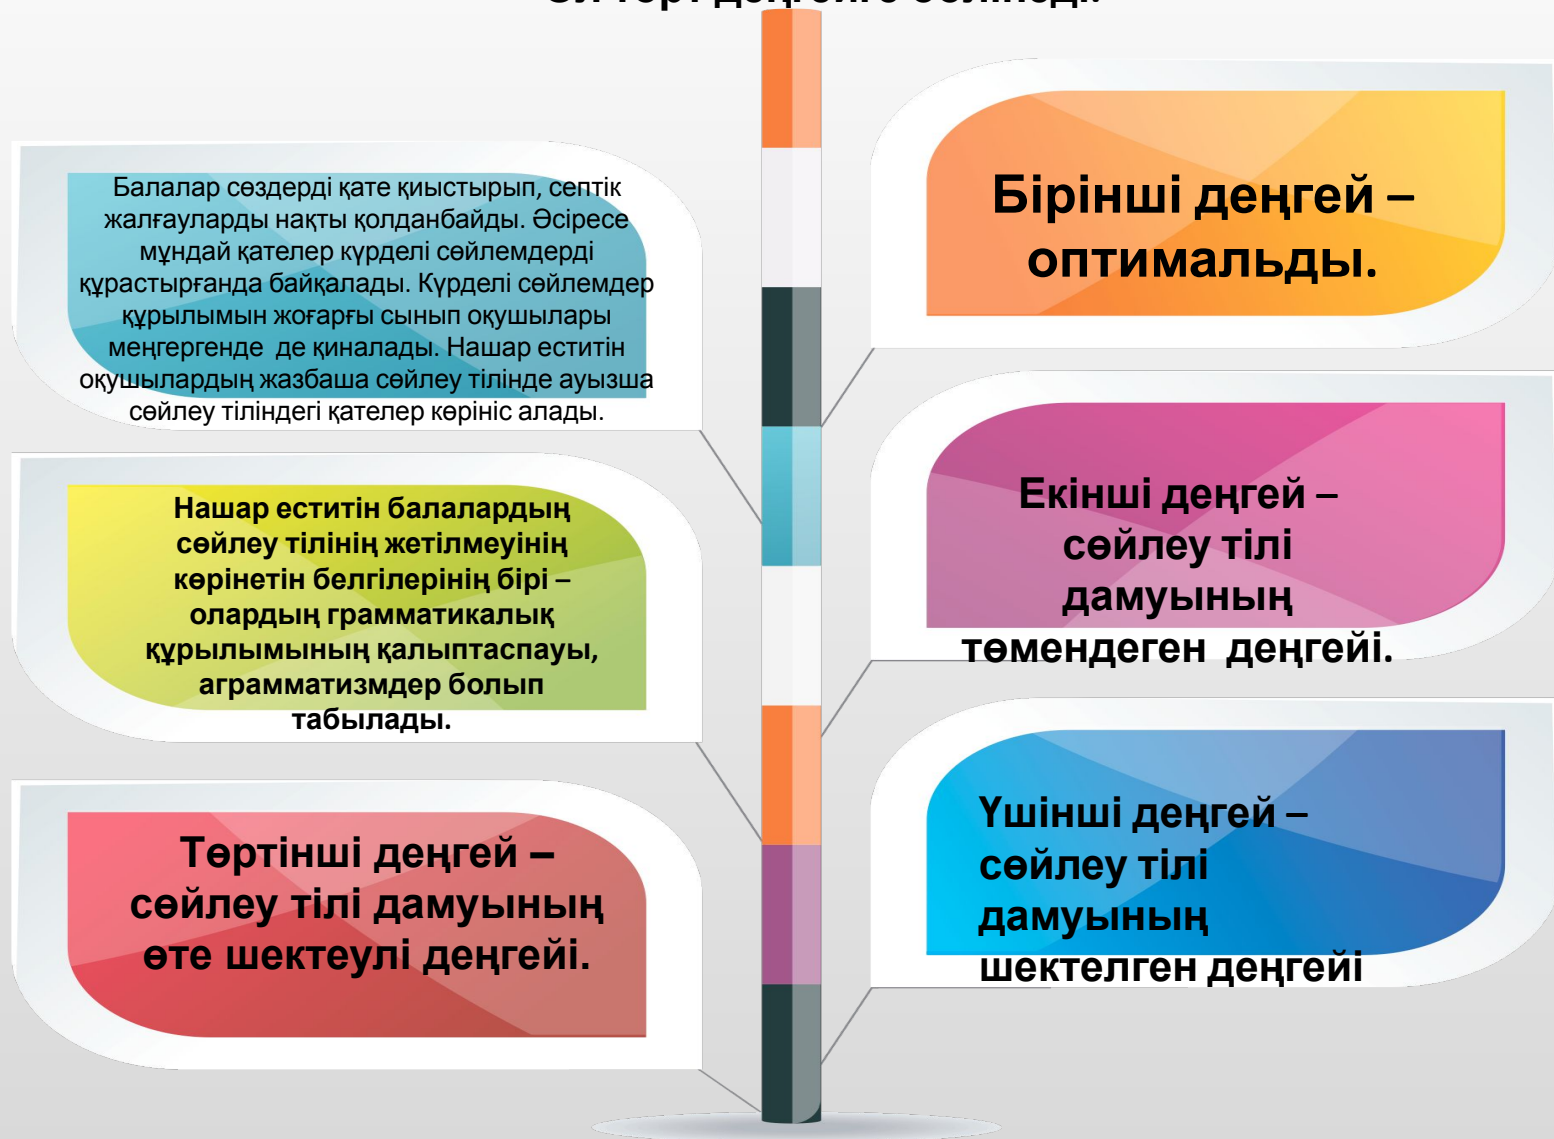 Балалар сөздерді қате қиыстырып, септік
жалғауларды нақты қолданбайды. Әсіресе
мұндай қателер күрделі сөйлемдерді
құрастырғанда байқалады. Күрделі сөйлемдер
құрылымын жоғарғы сынып оқушылары
меңгергенде де қиналады. Нашар еститін
оқушылардың жазбаша сөйлеу тілінде ауызша
сөйлеу тіліндегі қателер көрініс алады.
Нашар еститін балалардың
сөйлеу тілінің жетілмеуінің
көрінетін белгілерінің бірі –
олардың грамматикалық
құрылымының қалыптаспауы,
аграмматизмдер болып
табылады.
Бірінші деңгей –
оптимальды.
Екінші деңгей –
сөйлеу тілі
дамуының
төмендеген деңгейі.
Үшінші деңгей –
сөйлеу тілі
дамуының
шектелген деңгейі
Төртінші деңгей –
сөйлеу тілі дамуының
өте шектеулі деңгейі.